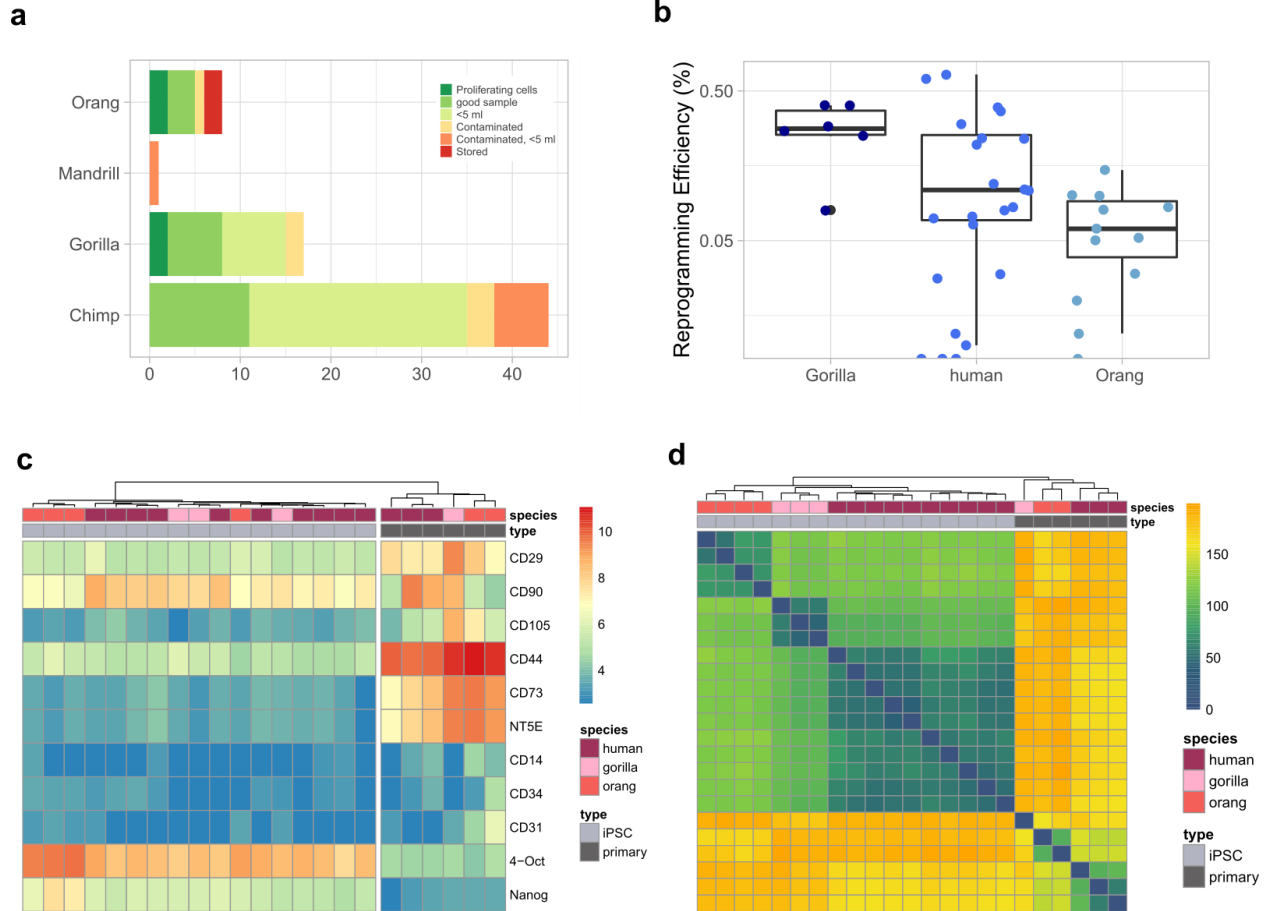 a
Orang
Mandrill
Gorilla
Chimp
0 10 20 30 40
Proliferating cells
good sample
<5 ml
Contaminated
Contaminated, <5 ml
Stored
b
Reprogramming Efficiency (%)
0.50
0.05
Gorilla human Orang
c
species
type
CD29
CD90
CD105
CD44
CD73
NT5E
CD14
CD34
CD31
4−Oct
Nanog
10
8
6
4
species
human
gorilla
orang
type
iPSC
primary
d
species
type
150
100
50
0
species
human
gorilla
orang
type
iPSC
primary